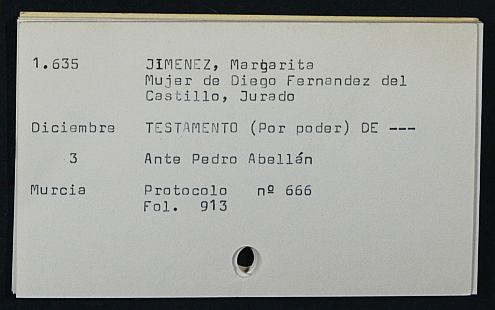 1.635 JIMENEZ, Margarita
Mujer de Diego Fernandez del
Castillo, Jurado
Diciembre TESTAMENTO (Por poder) DE ---
3 Ante Pedro Abellán
Murcia Protocolo nº 666
Fol. 913